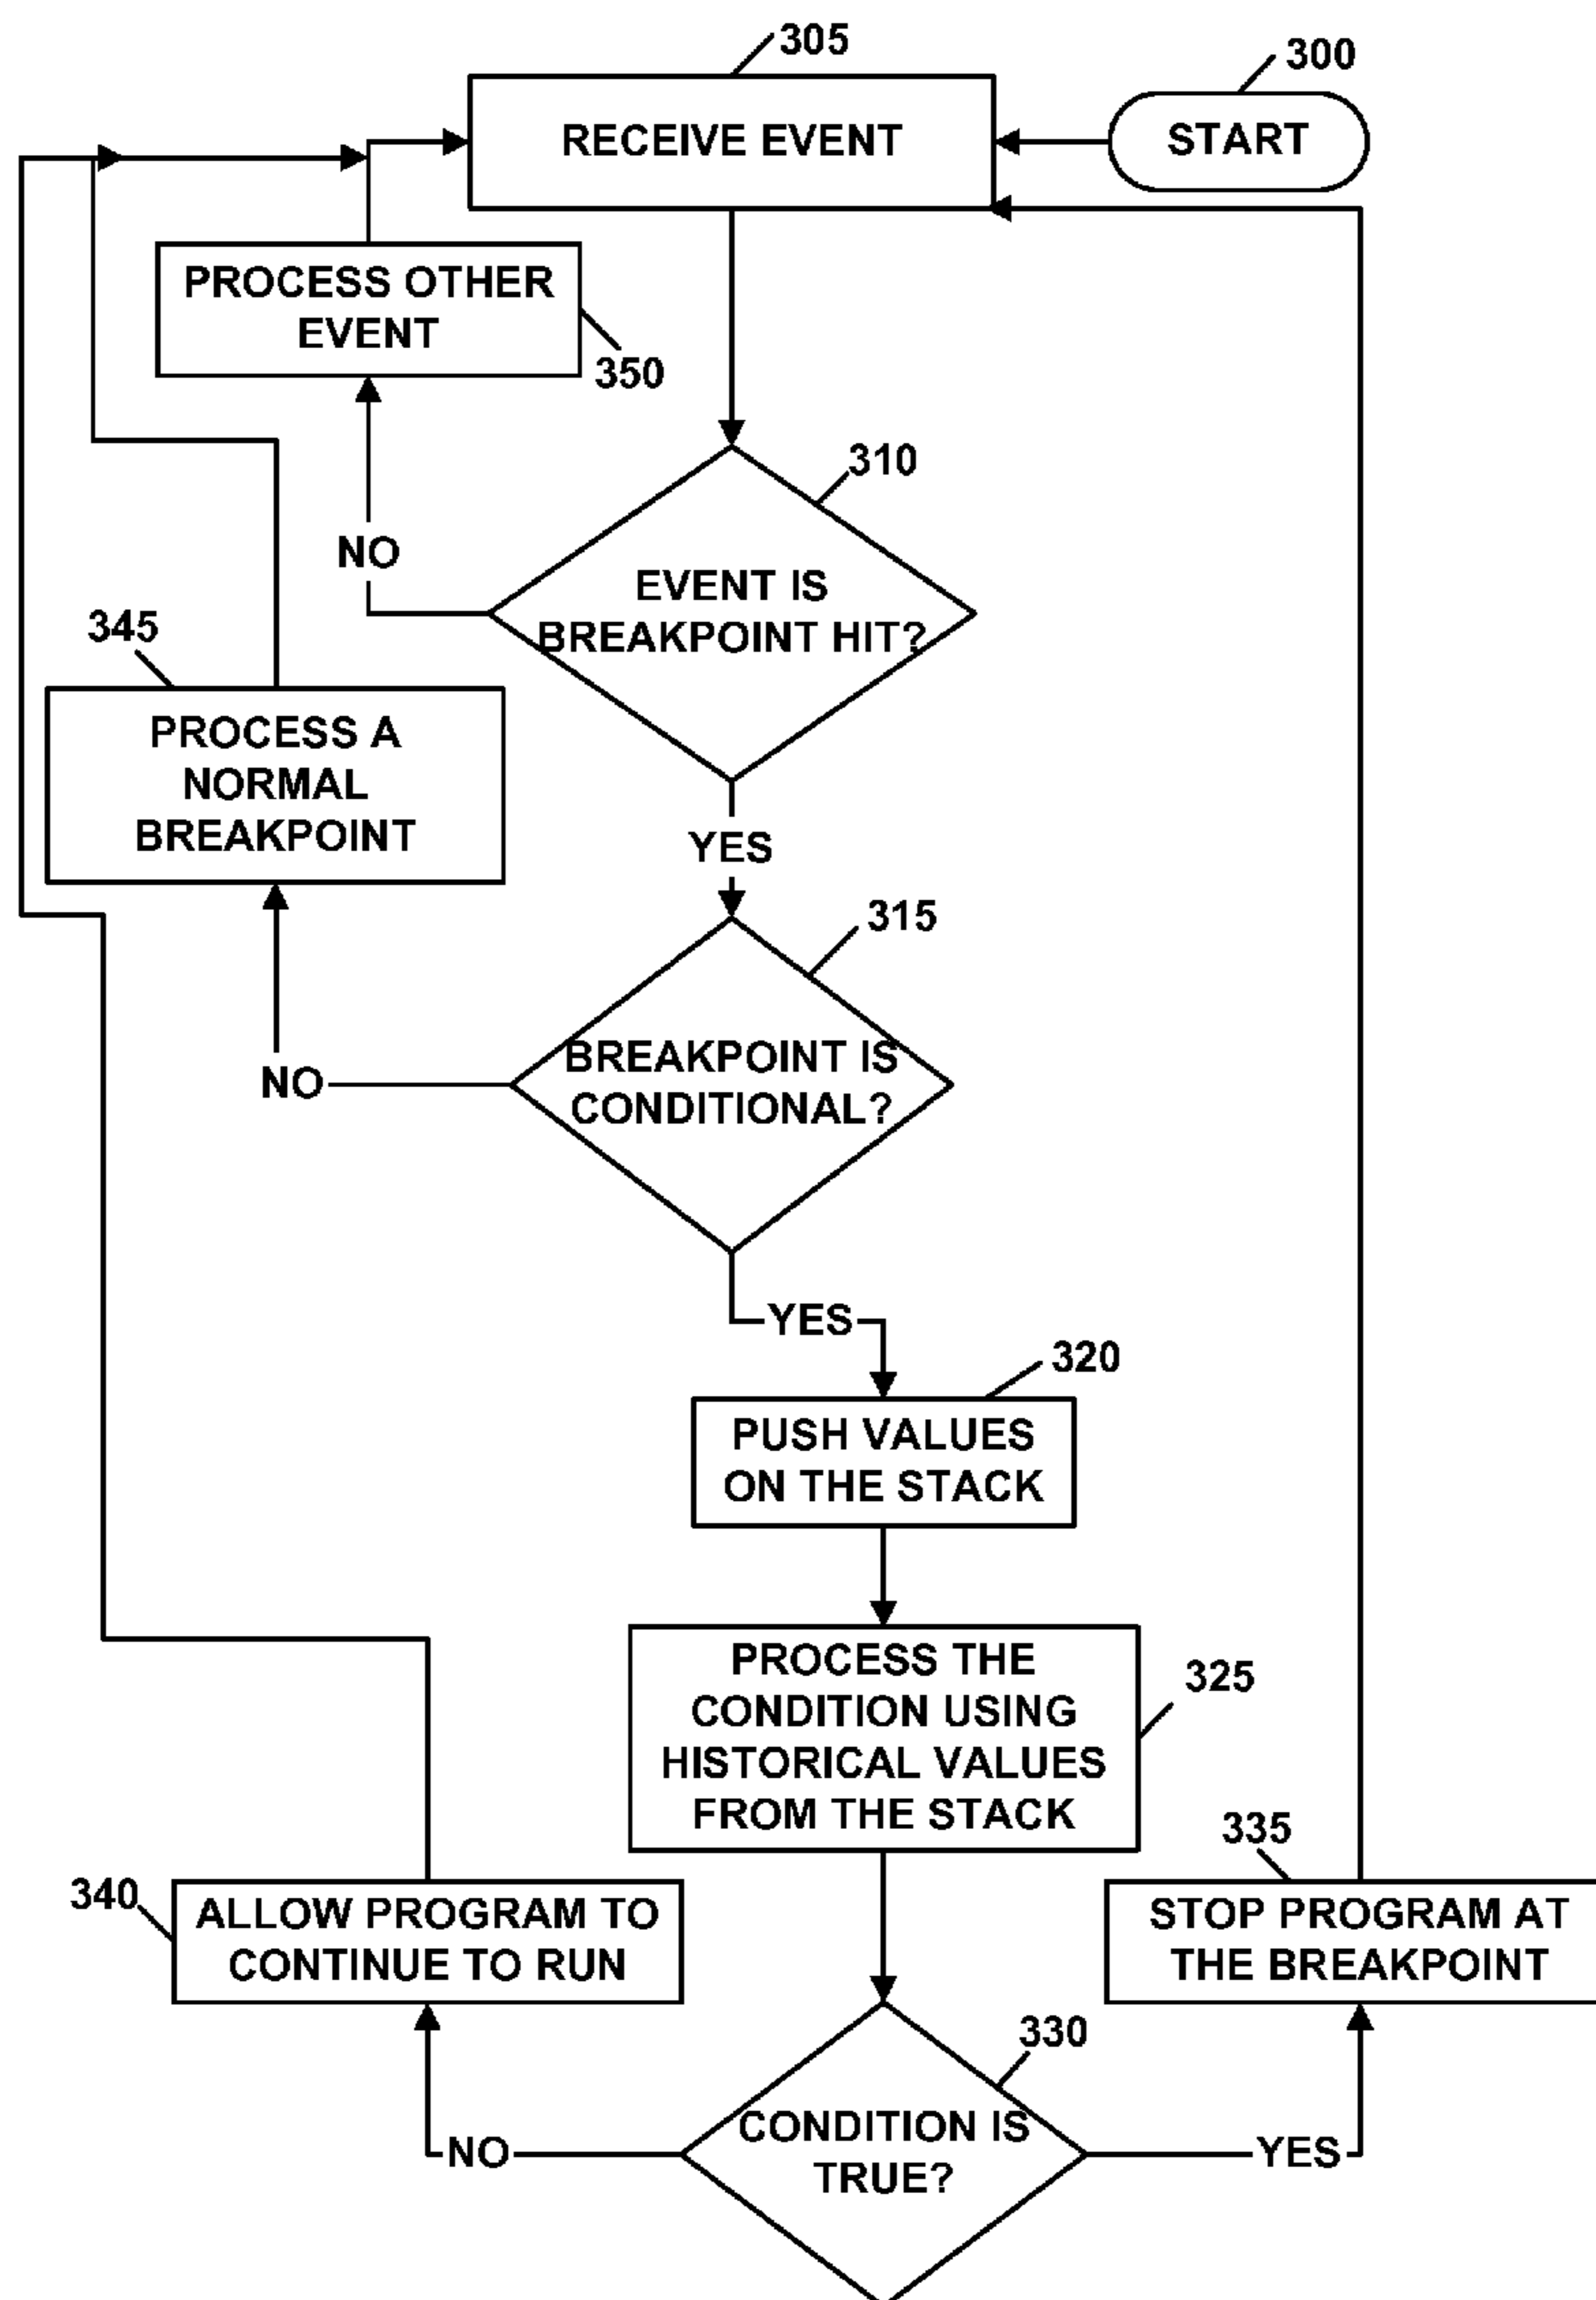 305
300
RECEIVE EVENT
START
PROCESS OTHER
EVENT
350
310
NO
EVENT IS
BREAKPOINT HIT?
345
PROCESS A
NORMAL
BREAKPOINT
YES
315
BREAKPOINT IS
CONDITIONAL?
NO
YES
320
PUSH VALUES
ON THE STACK
PROCESS THE
CONDITION USING
HISTORICAL VALUES
FROM THE STACK
325
335
340
ALLOW PROGRAM TO
CONTINUE TO RUN
STOP PROGRAM AT
THE BREAKPOINT
330
CONDITION IS
TRUE?
NO
YES